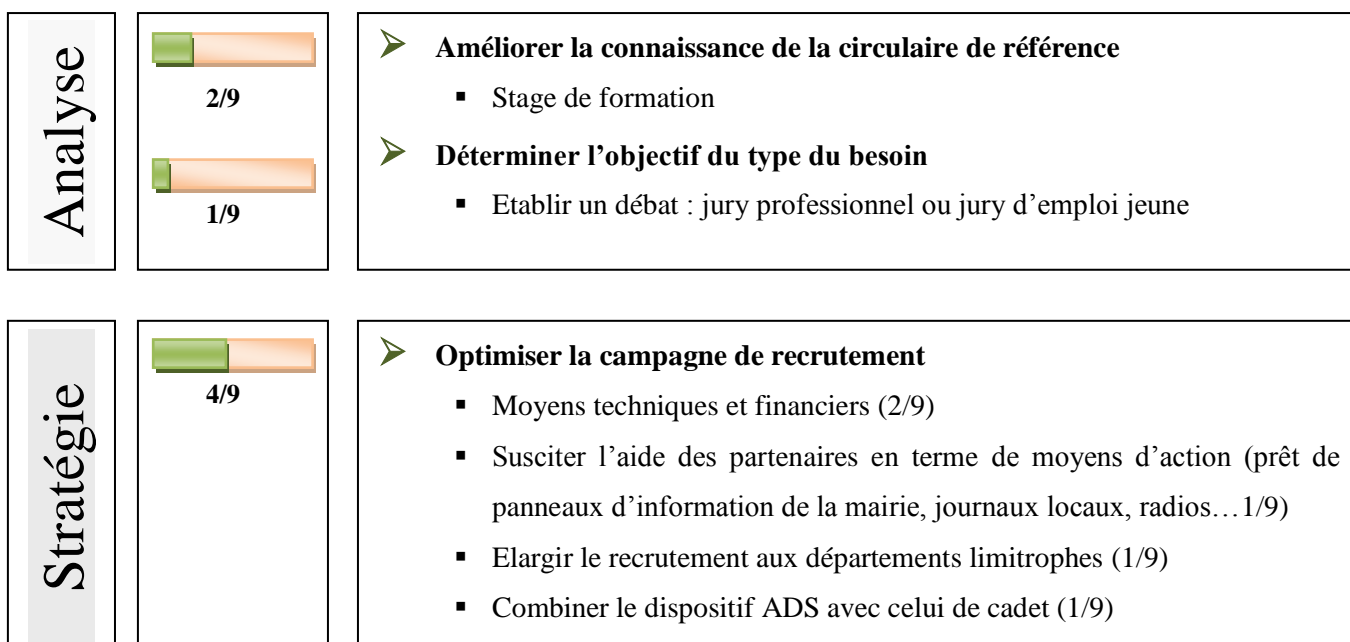 Analyse
2/9
1/9
➢ Améliorer la connaissance de la circulaire de référence
▪ Stage de formation
➢ Déterminer l’objectif du type du besoin
▪ Etablir un débat : jury professionnel ou jury d’emploi jeune
Stratégie
4/9
➢ Optimiser la campagne de recrutement
▪ Moyens techniques et financiers (2/9)
▪ Susciter l’aide des partenaires en terme de moyens d’action (prêt de
panneaux d’information de la mairie, journaux locaux, radios…1/9)
▪ Elargir le recrutement aux départements limitrophes (1/9)
▪ Combiner le dispositif ADS avec celui de cadet (1/9)